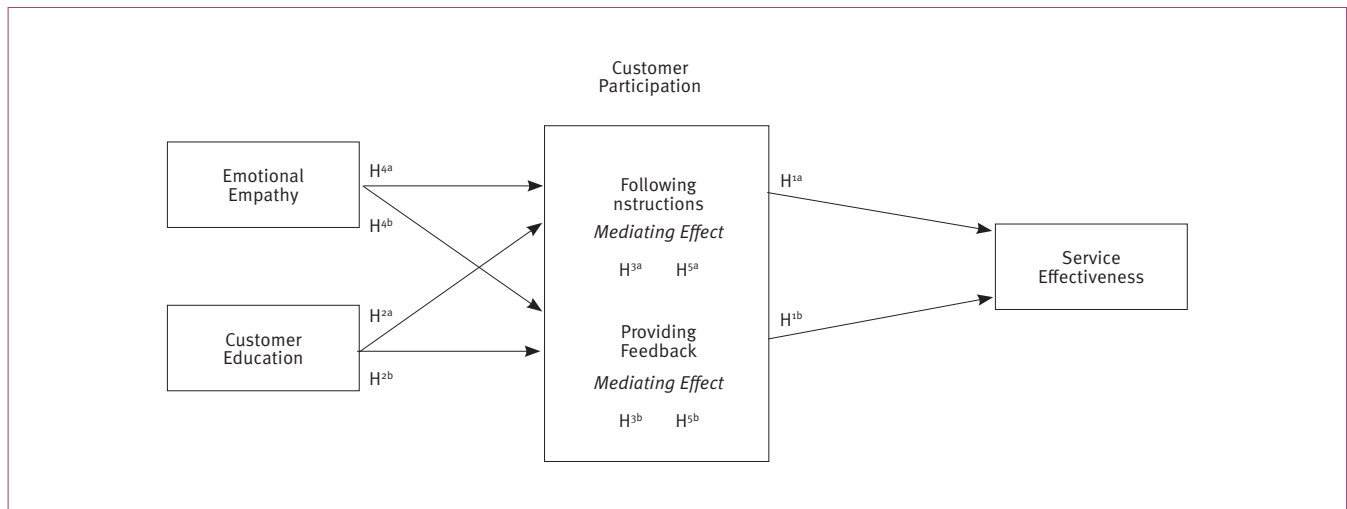 Customer
Participation
Emotional
Empathy
H4a
H4b
Customer
Education
H2a
H2b
Following
nstructions
Mediating Effect
H3a H5a
Providing
Feedback
Mediating Effect
H3b H5b
H1a
H1b
Service
Effectiveness